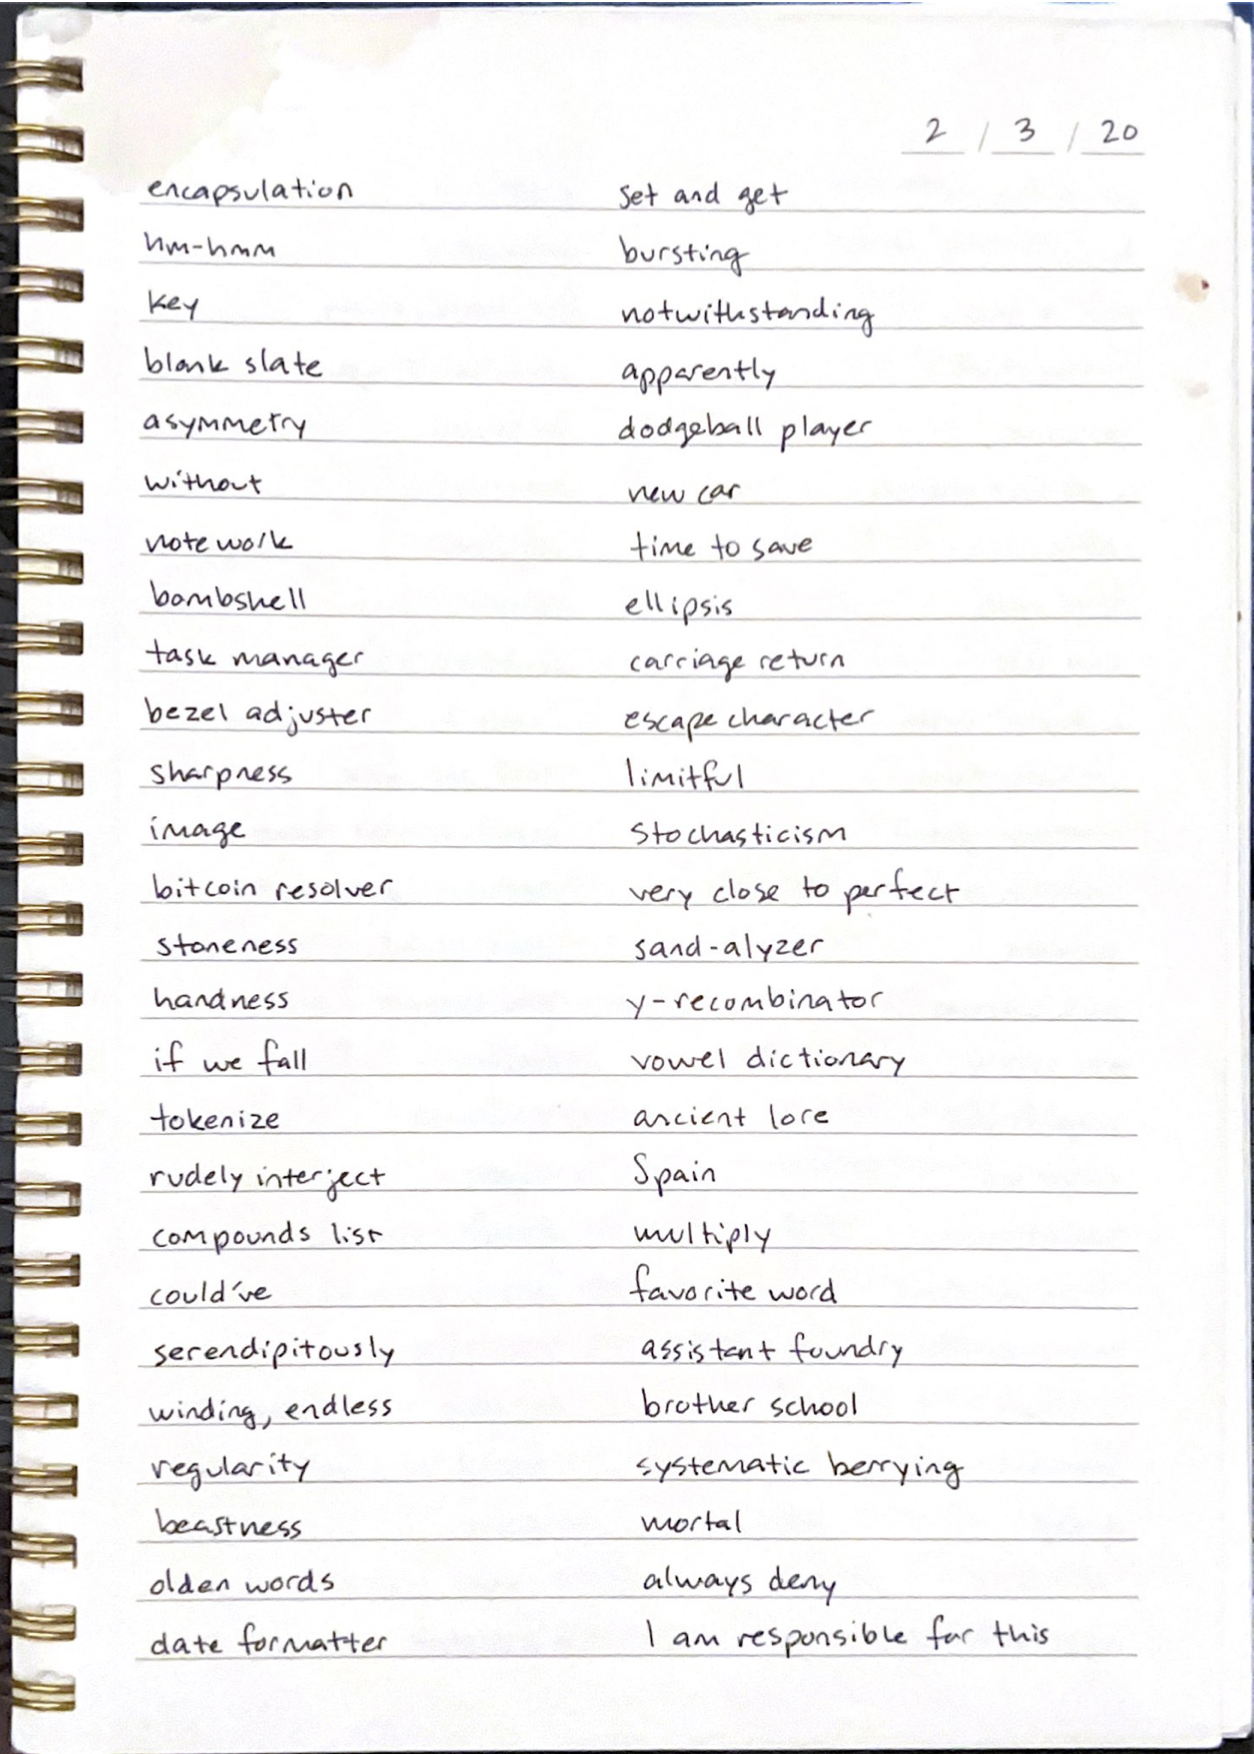 2 / 3 / 20
encapsulation set and get
hm-hmm bursting
key notwithstanding
blank slate apparently
asymmetry dodgeball player
without new car
note work time to save
bombshell ellipsis
task manager carriage return
bezel adjuster escape character
sharpness limitful
image stochasticism
bitcoin resolver very close to perfect
stoneness sand-alyzer
handness y-recombinator
if we fall vowel dictionary
tokenize ancient lore
rudely interject Spain
compounds list multiply
could've favorite word
serendipitously assistant foundry
winding, endless brother school
regularity systematic berrying
beastness mortal
olden words always deny
date formatter I am responsible for this